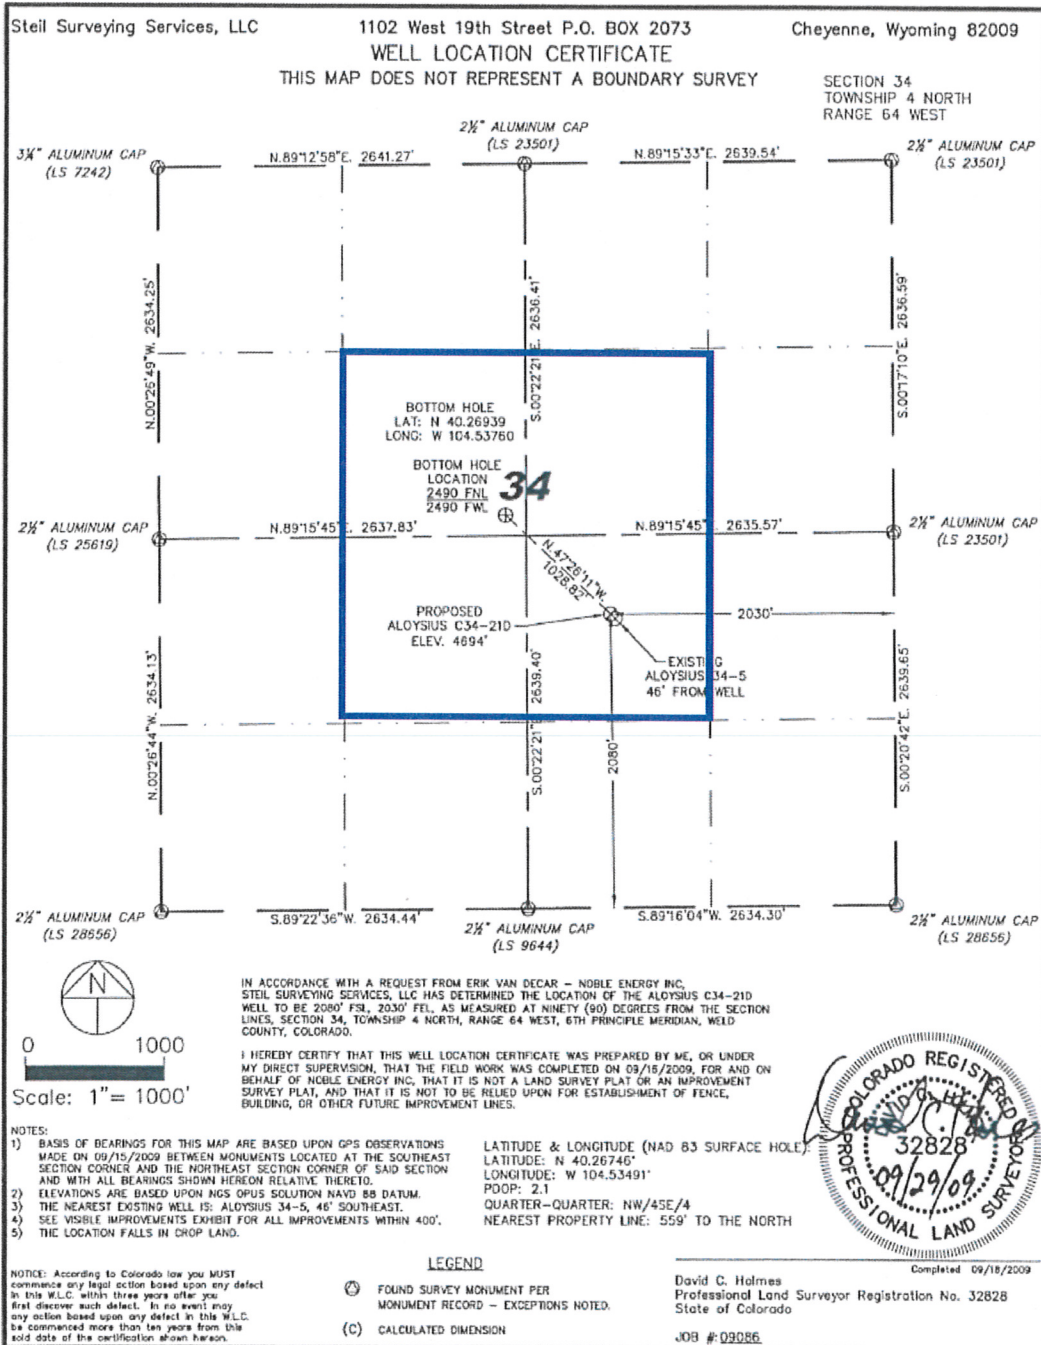 Steil Surveying Services, LLC
1102 West 19th Street P.O. BOX 2073
Cheyenne, Wyoming 82009
WELL LOCATION CERTIFICATE
THIS MAP DOES NOT REPRESENT A BOUNDARY SURVEY
SECTION 34
TOWNSHIP 4 NORTH
RANGE 64 WEST
3¼" ALUMINUM CAP
(LS 7242)
N.89°12'58"E. 2641.27'
2½" ALUMINUM CAP
(LS 23501)
N.89°15'33"E. 2639.54'
2½" ALUMINUM CAP
(LS 23501)
N.00°26'49"W. 2634.25'
S.00°22'21"E. 2636.41'
S.00°17'10"E. 2636.59'
BOTTOM HOLE
LAT: N 40.26939
LONG: W 104.53760
BOTTOM HOLE
LOCATION
2490 FNL
2490 FWL
34
2½" ALUMINUM CAP
(LS 25619)
N.89°15'45"E. 2637.83'
N.89°15'45"E. 2635.57'
2½" ALUMINUM CAP
(LS 23501)
N.47°26'11"W.
1028.82'
PROPOSED
ALOYSIUS C34-21D
ELEV. 4694'
2030'
EXISTING
ALOYSIUS 34-5
46' FROM WELL
N.00°26'44"W. 2634.13'
S.00°22'21"E. 2639.40'
2080'
S.00°20'42"E. 2639.65'
2½" ALUMINUM CAP
(LS 28656)
S.89°22'36"W. 2634.44'
2½" ALUMINUM CAP
(LS 9644)
S.89°16'04"W. 2634.30'
2½" ALUMINUM CAP
(LS 28656)
N
0 1000
Scale: 1"= 1000'
IN ACCORDANCE WITH A REQUEST FROM ERIK VAN DECAR – NOBLE ENERGY INC,
STEIL SURVEYING SERVICES, LLC HAS DETERMINED THE LOCATION OF THE ALOYSIUS C34-21D
WELL TO BE 2080' FSL, 2030' FEL, AS MEASURED AT NINETY (90) DEGREES FROM THE SECTION
LINES, SECTION 34, TOWNSHIP 4 NORTH, RANGE 64 WEST, 6TH PRINCIPLE MERIDIAN, WELD
COUNTY, COLORADO.
I HEREBY CERTIFY THAT THIS WELL LOCATION CERTIFICATE WAS PREPARED BY ME, OR UNDER
MY DIRECT SUPERVISION, THAT THE FIELD WORK WAS COMPLETED ON 09/15/2009, FOR AND ON
BEHALF OF NOBLE ENERGY INC, THAT IT IS NOT A LAND SURVEY PLAT OR AN IMPROVEMENT
SURVEY PLAT, AND THAT IT IS NOT TO BE RELIED UPON FOR ESTABLISHMENT OF FENCE,
BUILDING, OR OTHER FUTURE IMPROVEMENT LINES.
NOTES:
1) BASIS OF BEARINGS FOR THIS MAP ARE BASED UPON GPS OBSERVATIONS
MADE ON 09/15/2009 BETWEEN MONUMENTS LOCATED AT THE SOUTHEAST
SECTION CORNER AND THE NORTHEAST SECTION CORNER OF SAID SECTION
AND WITH ALL BEARINGS SHOWN HEREON RELATIVE THERETO.
2) ELEVATIONS ARE BASED UPON NGS OPUS SOLUTION NAVD 88 DATUM.
3) THE NEAREST EXISTING WELL IS: ALOYSIUS 34-5, 46' SOUTHEAST.
4) SEE VISIBLE IMPROVEMENTS EXHIBIT FOR ALL IMPROVEMENTS WITHIN 400'.
5) THE LOCATION FALLS IN CROP LAND.
LATITUDE & LONGITUDE (NAD 83 SURFACE HOLE):
LATITUDE: N 40.26746°
LONGITUDE: W 104.53491°
PDOP: 2.1
QUARTER-QUARTER: NW/4SE/4
NEAREST PROPERTY LINE: 559' TO THE NORTH
COLORADO REGISTERED
DAVID C. HOLMES
32828
09/29/09
PROFESSIONAL LAND SURVEYOR
Completed 09/18/2009
NOTICE: According to Colorado law you MUST
commence any legal action based upon any defect
in this W.L.C. within three years after you
first discover such defect. In no event may
any action based upon any defect in this W.L.C.
be commenced more than ten years from this
sold date of the certification shown hereon.
LEGEND
FOUND SURVEY MONUMENT PER
MONUMENT RECORD – EXCEPTIONS NOTED.
(C) CALCULATED DIMENSION
David C. Holmes
Professional Land Surveyor Registration No. 32828
State of Colorado
JOB #:09086